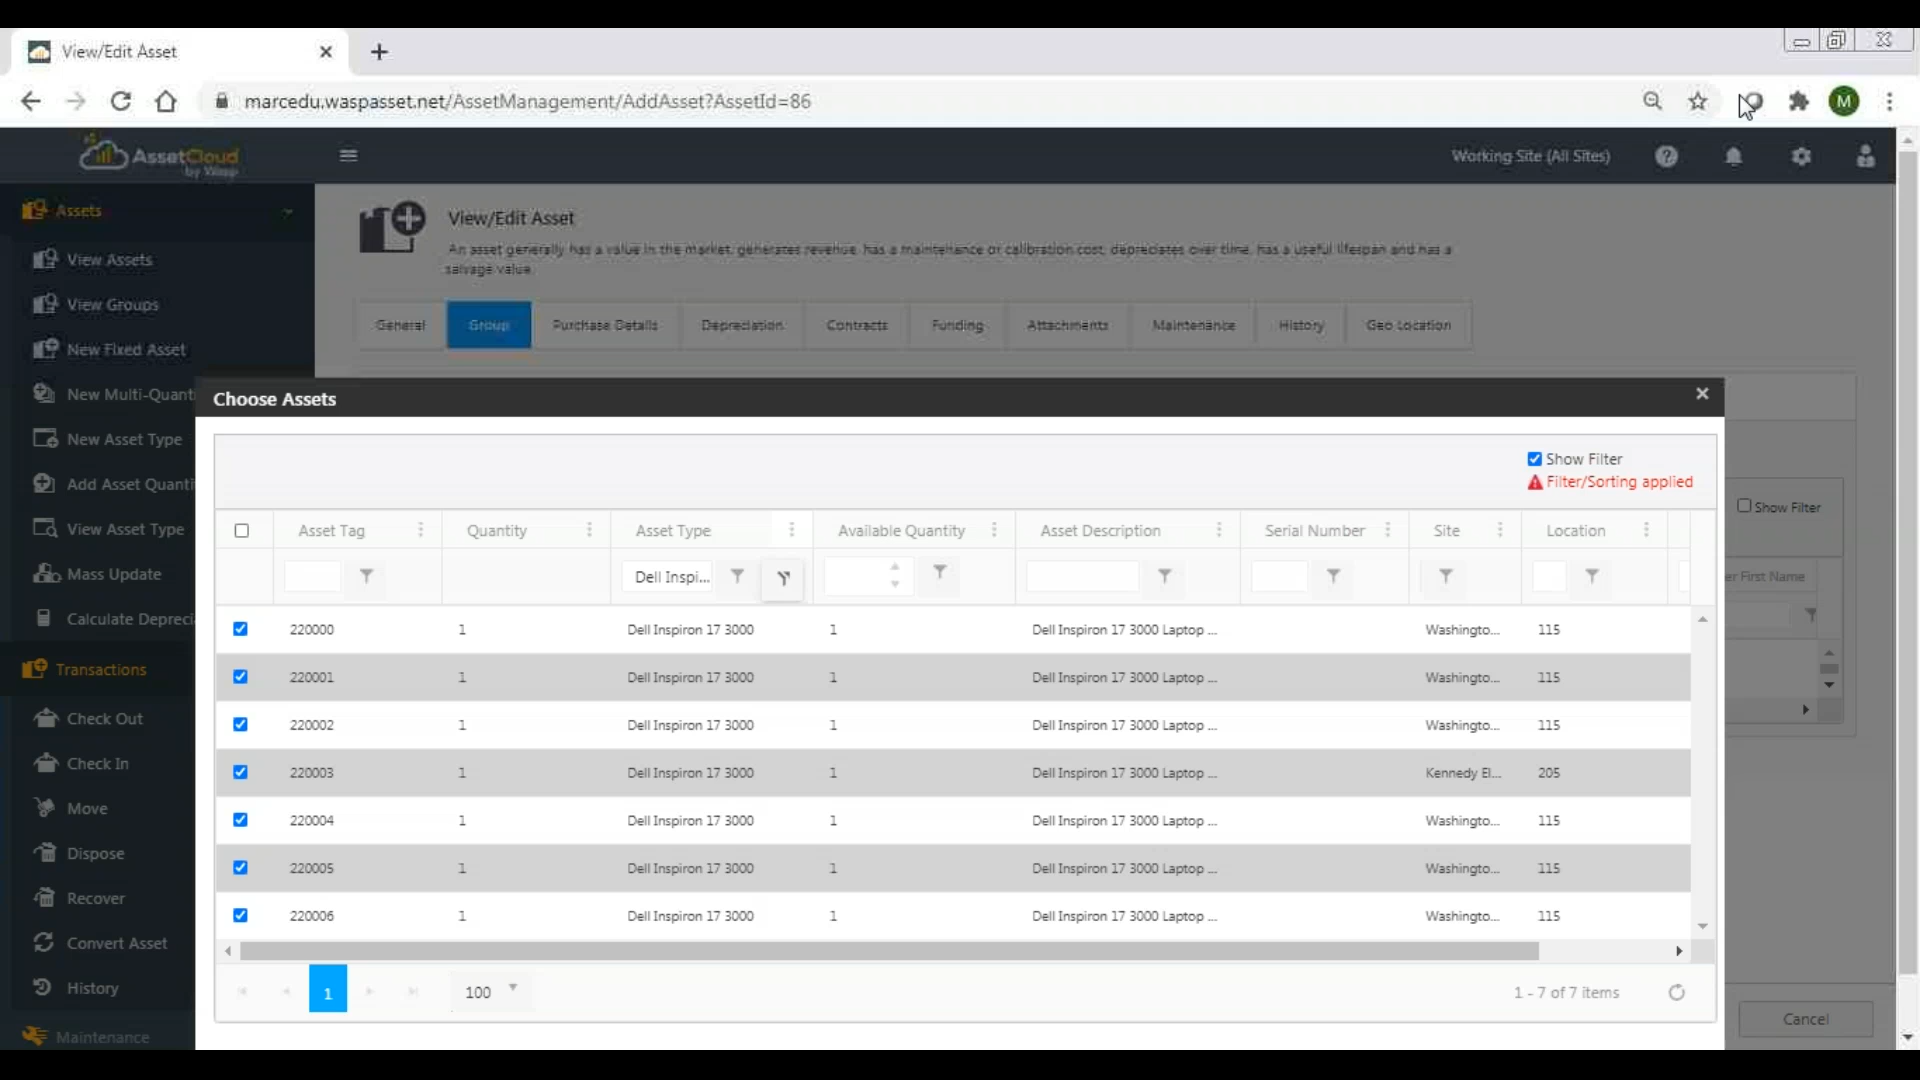 View/Edit Asset
marcedu.waspasset.net/AssetManagement/AddAsset?AssetId=86
M
AssetCloud
by Wasp
Working Site (All Sites)
Assets
View Assets
View Groups
New Fixed Asset
New Multi-Quant
New Asset Type
Add Asset Quanti
View Asset Type
Mass Update
Calculate Depreci
Transactions
Check Out
Check In
Move
Dispose
Recover
Convert Asset
History
Maintenance
View/Edit Asset
An asset generally has a value in the market, generates revenue, has a maintenance or calibration cost, depreciates over time, has a useful lifespan and has a
salvage value
General Group Purchase Details Depreciation Contracts Funding Attachments Maintenance History Geo Location
Choose Assets
Show Filter
Filter/Sorting applied
Asset Tag Quantity Asset Type Available Quantity Asset Description Serial Number Site Location
Dell Inspi...
220000 1 Dell Inspiron 17 3000 1 Dell Inspiron 17 3000 Laptop ... Washingto... 115
220001 1 Dell Inspiron 17 3000 1 Dell Inspiron 17 3000 Laptop ... Washingto... 115
220002 1 Dell Inspiron 17 3000 1 Dell Inspiron 17 3000 Laptop ... Washingto... 115
220003 1 Dell Inspiron 17 3000 1 Dell Inspiron 17 3000 Laptop ... Kennedy El... 205
220004 1 Dell Inspiron 17 3000 1 Dell Inspiron 17 3000 Laptop ... Washingto... 115
220005 1 Dell Inspiron 17 3000 1 Dell Inspiron 17 3000 Laptop ... Washingto... 115
220006 1 Dell Inspiron 17 3000 1 Dell Inspiron 17 3000 Laptop ... Washingto... 115
1 100 1 - 7 of 7 items
Show Filter
er First Name
Cancel